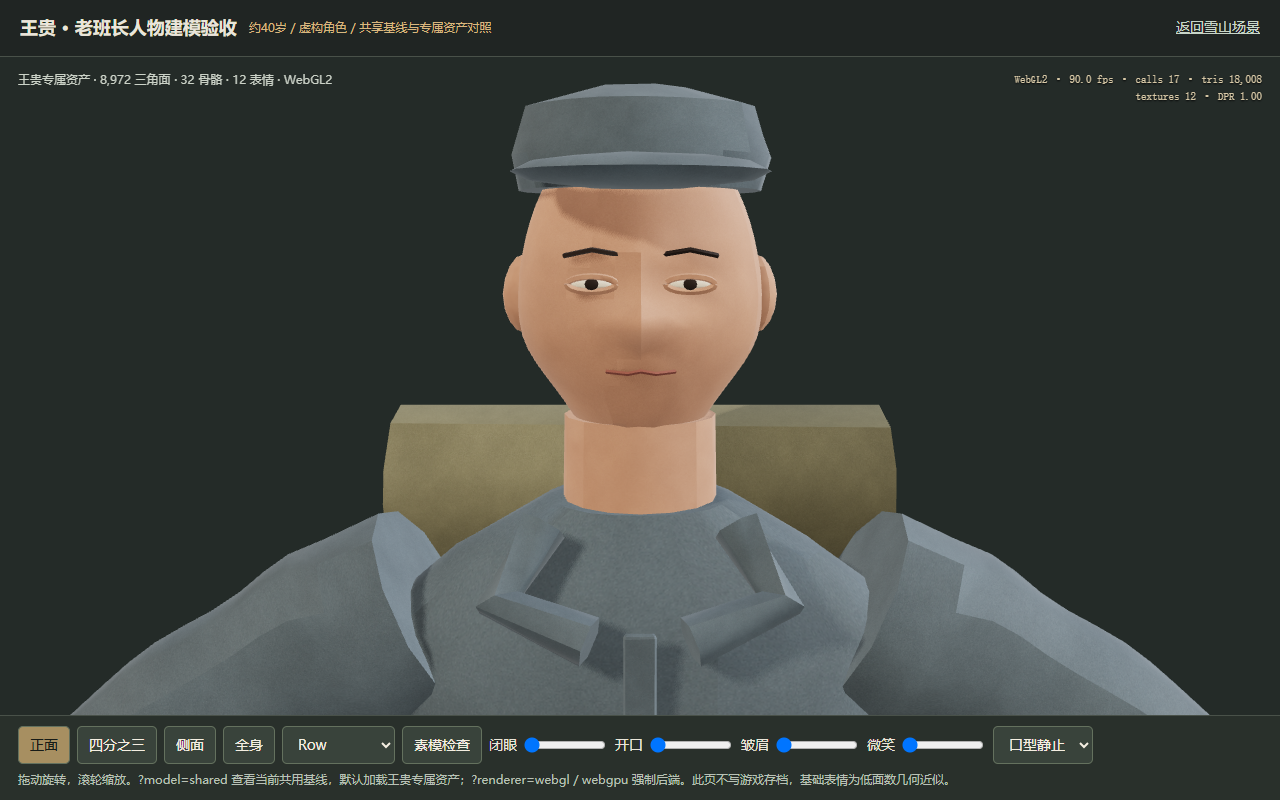 王贵 • 老班长人物建模验收 约40岁 / 虚构角色 / 共享基线与专属资产对照 返回雪山场景
王贵专属资产 · 8,972 三角面 · 32 骨骼 · 12 表情 · WebGL2
WebGL2 · 90.0 fps · calls 17 · tris 18,008
textures 12 · DPR 1.00
正面 四分之三 侧面 全身 Row 素模检查 闭眼 开口 皱眉 微笑 口型静止
拖动旋转，滚轮缩放。?model=shared 查看当前共用基线，默认加载王贵专属资产；?renderer=webgl / webgpu 强制后端。此页不写游戏存档，基础表情为低面数几何近似。